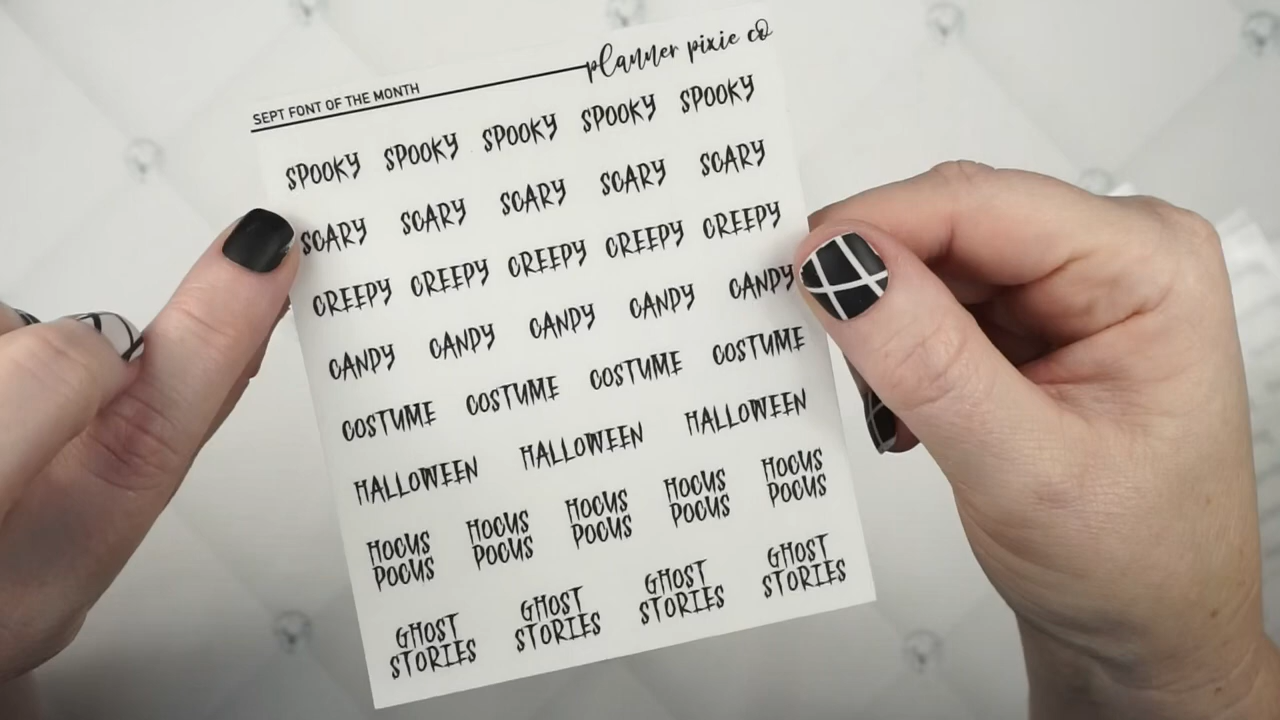 SEPT FONT OF THE MONTH planner pixie co
SPOOKY SPOOKY SPOOKY SPOOKY SPOOKY
SCARY SCARY SCARY SCARY SCARY
CREEPY CREEPY CREEPY CREEPY CREEPY
CANDY CANDY CANDY CANDY CANDY
COSTUME COSTUME COSTUME COSTUME
HALLOWEEN HALLOWEEN HALLOWEEN
HOCUS HOCUS HOCUS HOCUS HOCUS
POCUS POCUS POCUS POCUS POCUS
GHOST GHOST GHOST GHOST
STORIES STORIES STORIES STORIES